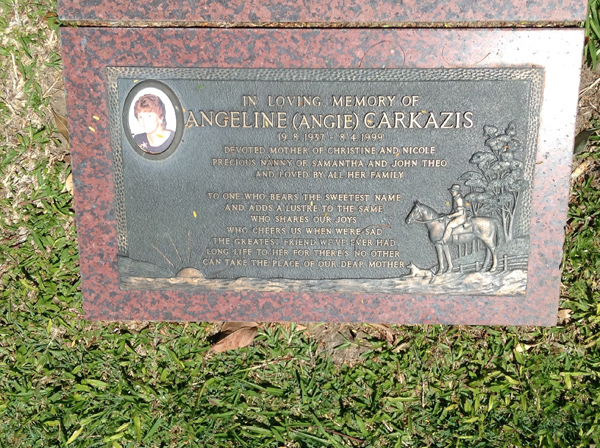 IN LOVING MEMORY OF
ANGELINE (ANGIE) CARKAZIS
19.8.1937 - 8.4.1999
DEVOTED MOTHER OF CHRISTINE AND NICOLE
PRECIOUS NANNY OF SAMANTHA AND JOHN THEO
AND LOVED BY ALL HER FAMILY
TO ONE WHO BEARS THE SWEETEST NAME
AND ADDS A LUSTRE TO THE SAME
WHO SHARES OUR JOYS
WHO CHEERS US WHEN WE'RE SAD
THE GREATEST FRIEND WE'VE EVER HAD
LONG LIFE TO HER FOR THERE'S NO OTHER
CAN TAKE THE PLACE OF OUR DEAR MOTHER